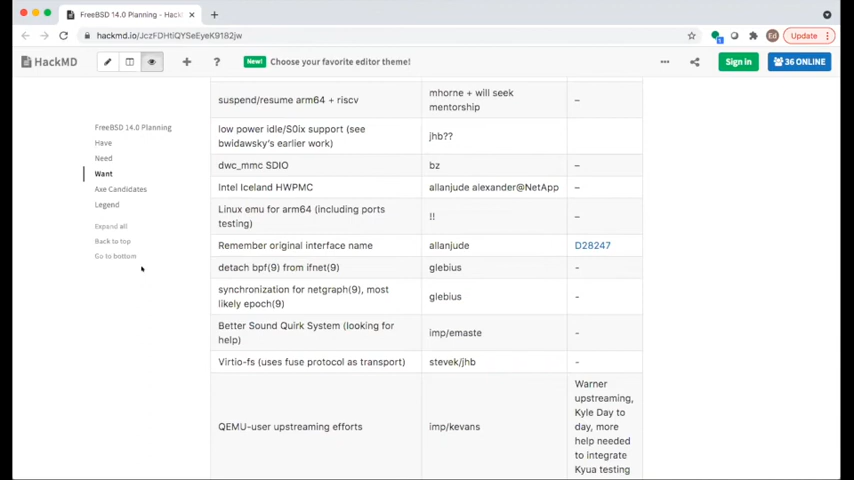 FreeBSD 14.0 Planning - HackMD
hackmd.io/JczFDHtiQYSeEyeK9182jw
Ed
Update
HackMD
New! Choose your favorite editor theme!
Sign in
36 ONLINE
FreeBSD 14.0 Planning
Have
Need
Want
Axe Candidates
Legend
Expand all
Back to top
Go to bottom
suspend/resume arm64 + riscv
mhorne + will seek
mentorship
–
low power idle/S0ix support (see
bwidawsky's earlier work)
jhb??
dwc_mmc SDIO
bz
–
Intel Iceland HWPMC
allanjude alexander@NetApp
–
Linux emu for arm64 (including ports
testing)
!!
–
Remember original interface name
allanjude
D28247
detach bpf(9) from ifnet(9)
glebius
-
synchronization for netgraph(9), most
likely epoch(9)
glebius
-
Better Sound Quirk System (looking for
help)
imp/emaste
-
Virtio-fs (uses fuse protocol as transport)
stevek/jhb
-
QEMU-user upstreaming efforts
imp/kevans
Warner
upstreaming,
Kyle Day to
day, more
help needed
to integrate
Kyua testing